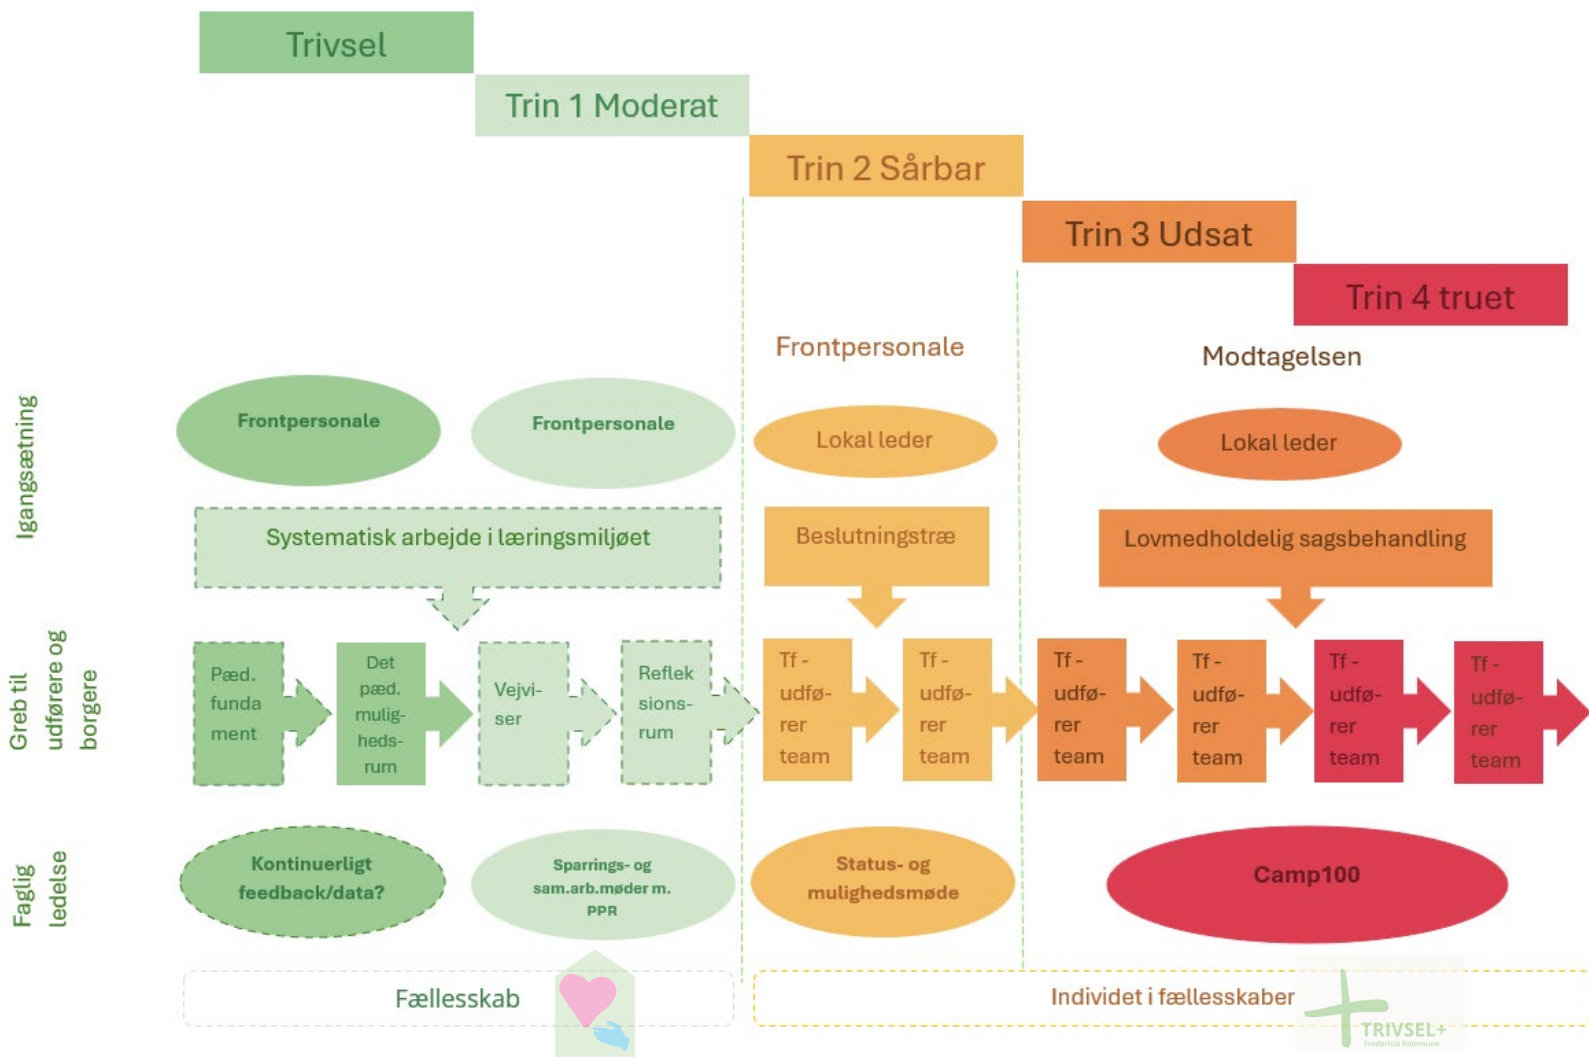 Trivsel
Trin 1 Moderat
Trin 2 Sårbar
Trin 3 Udsat
Trin 4 truet
Igangsætning
Frontpersonale
Frontpersonale
Frontpersonale
Lokal leder
Modtagelsen
Lokal leder
Systematisk arbejde i læringsmiljøet
Beslutningstræ
Lovmedholdelig sagsbehandling
Greb til
udførere og
borgere
Pæd.
funda
ment
Det
pæd.
mulig-
heds-
rum
Vejvi-
ser
Reflek
sions-
rum
Tf -
udfø-
rer
team
Tf -
udfø-
rer
team
Tf -
udfø-
rer
team
Tf -
udfø-
rer
team
Tf -
udfø-
rer
team
Tf -
udfø-
rer
team
Faglig
ledelse
Kontinuerligt
feedback/data?
Sparrings- og
sam.arb.møder m.
PPR
Status- og
mulighedsmøde
Camp100
Fællesskab
Individet i fællesskaber
TRIVSEL+
Fredericia Kommune